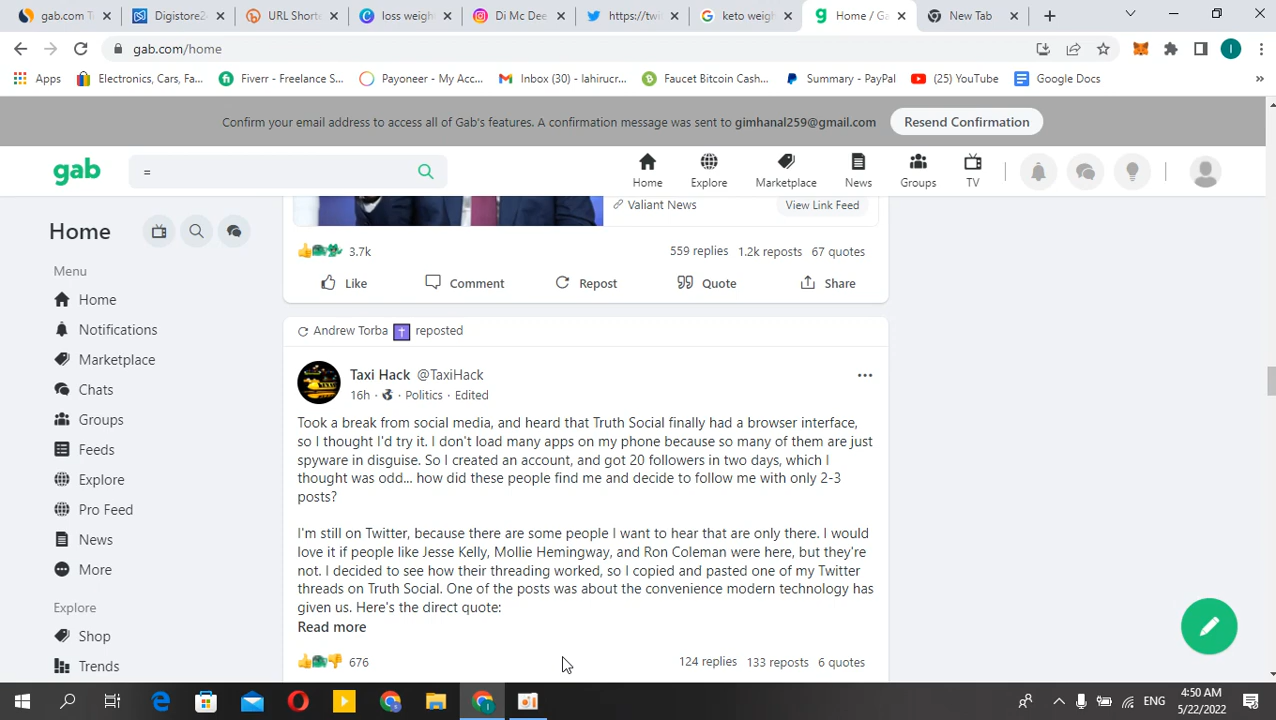 gab.com T
Digistore2
URL Shorte
loss weigh
Di Mc Dee
https://twi
keto weigh
Home / Ga
New Tab
gab.com/home
Apps
Electronics, Cars, Fa...
Fiverr - Freelance S...
Payoneer - My Acc...
Inbox (30) - lahirucr...
Faucet Bitcoin Cash...
Summary - PayPal
(25) YouTube
Google Docs
»
Confirm your email address to access all of Gab's features. A confirmation message was sent to gimhanal259@gmail.com
Resend Confirmation
gab
=
Home
Explore
Marketplace
News
Groups
TV
Home
Menu
Home
Notifications
Marketplace
Chats
Groups
Feeds
Explore
Pro Feed
News
More
Explore
Shop
Trends
Valiant News
View Link Feed
3.7k
559 replies 1.2k reposts 67 quotes
Like
Comment
Repost
Quote
Share
Andrew Torba reposted
Taxi Hack @TaxiHack
16h · Politics · Edited
Took a break from social media, and heard that Truth Social finally had a browser interface,
so I thought I'd try it. I don't load many apps on my phone because so many of them are just
spyware in disguise. So I created an account, and got 20 followers in two days, which I
thought was odd... how did these people find me and decide to follow me with only 2-3
posts?
I'm still on Twitter, because there are some people I want to hear that are only there. I would
love it if people like Jesse Kelly, Mollie Hemingway, and Ron Coleman were here, but they're
not. I decided to see how their threading worked, so I copied and pasted one of my Twitter
threads on Truth Social. One of the posts was about the convenience modern technology has
given us. Here's the direct quote:
Read more
676
124 replies 133 reposts 6 quotes
ENG
4:50 AM
5/22/2022